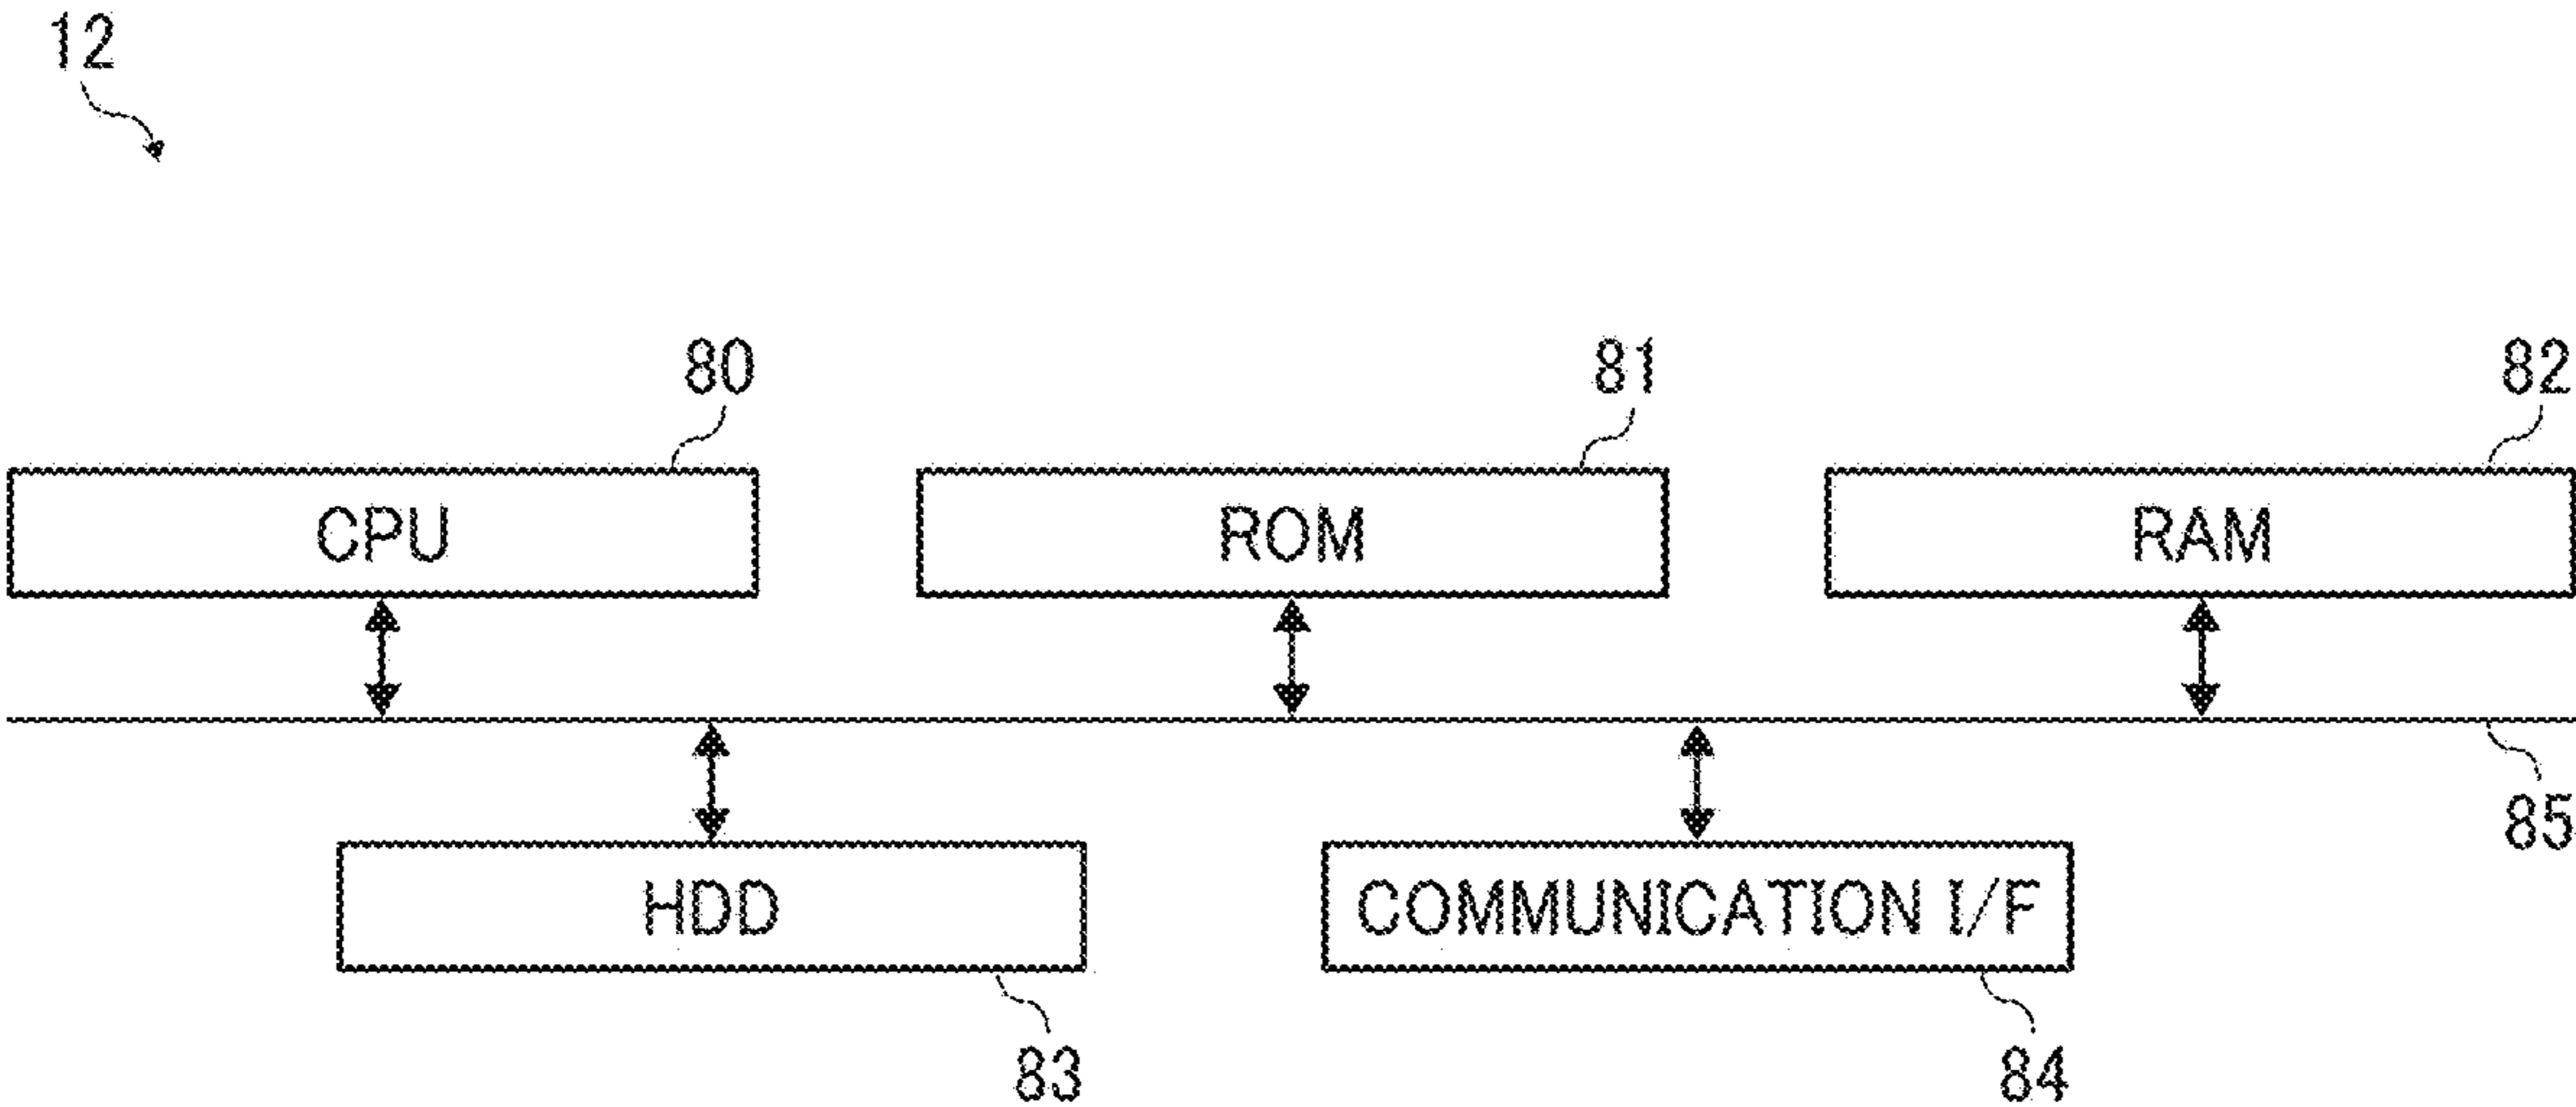 12
80
81
82
CPU
ROM
RAM
85
HDD
COMMUNICATION I/F
83
84